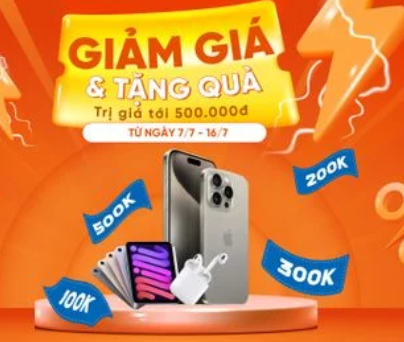 GIẢM GIÁ
& TẶNG QUÀ
Trị giá tới 500.000đ
TỪ NGÀY 7/7 - 16/7
200K
500K
300K
100K